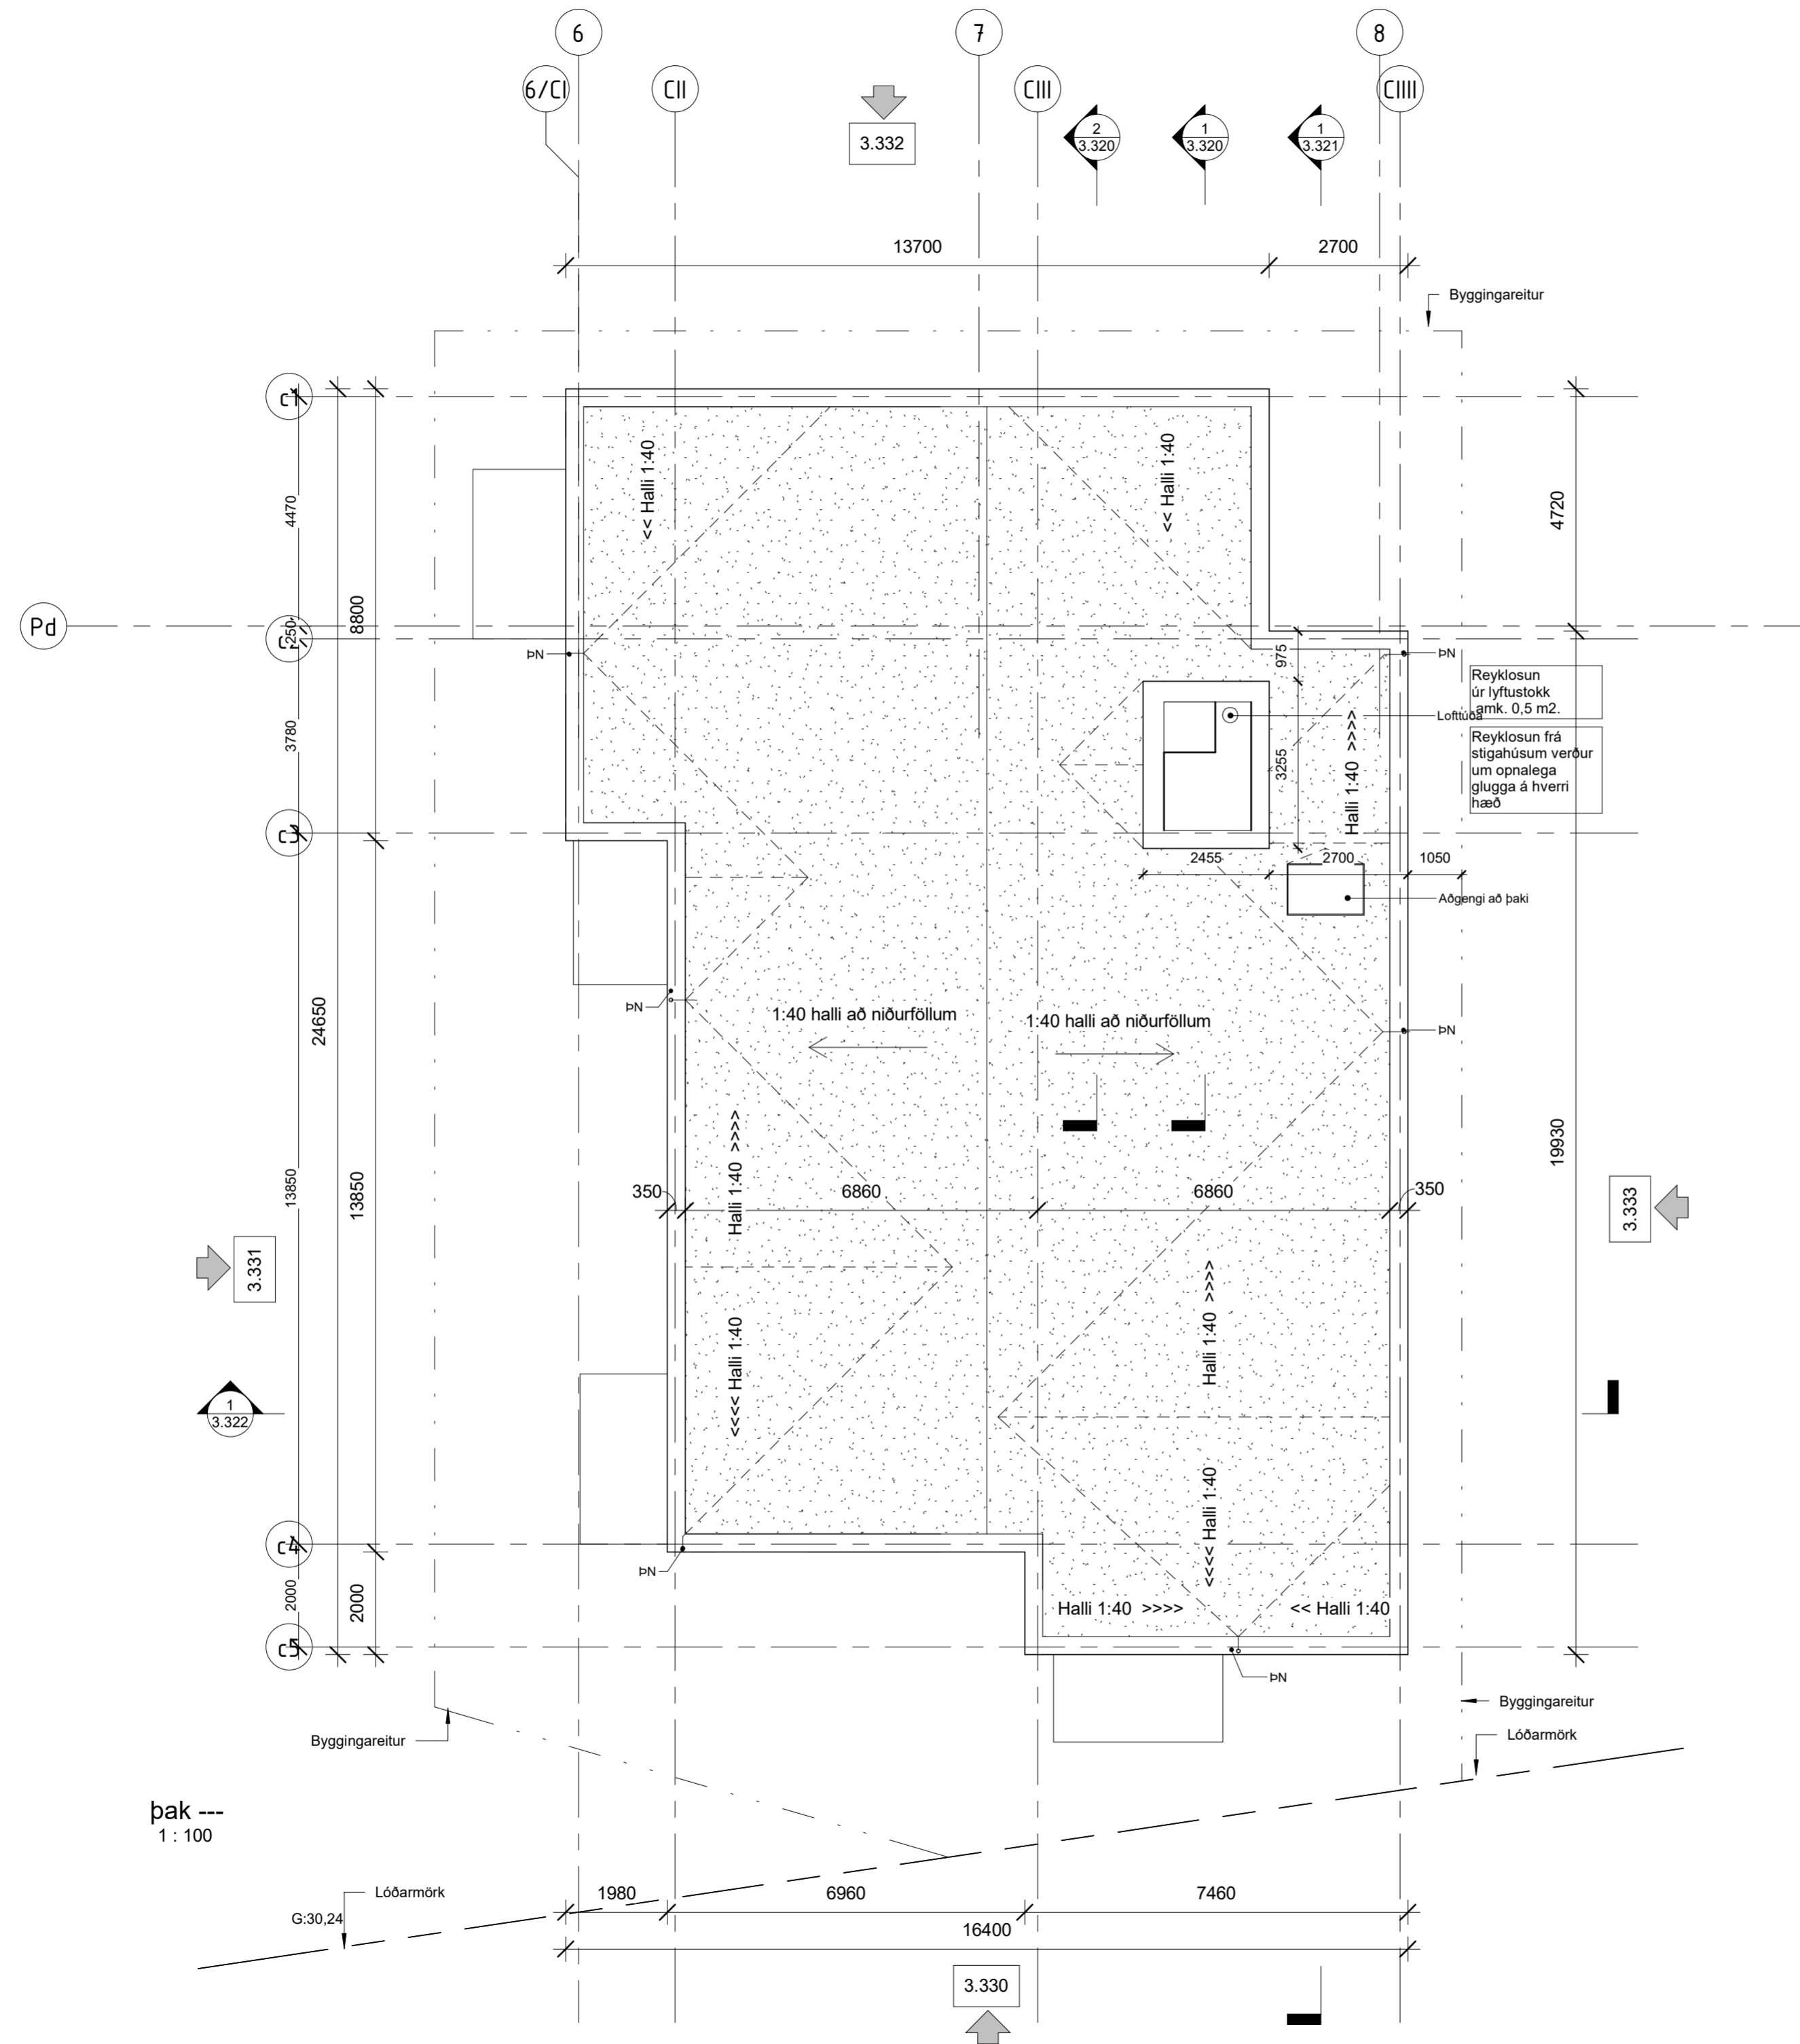 6
7
8
6/CI
CII
CIII
CIIII
3.332
2
3.320
1
3.320
1
3.321
13700
2700
Byggingareitur
c1
<< Halli 1:40
<< Halli 1:40
4470
8800
4720
Pd
250
c2
ÞN
975
ÞN
Reyklosun
úr lyftustokk
amk. 0,5 m2.
Lofttúða
Reyklosun frá
stigahúsum verður
um opnalega
glugga á hverri
hæð
3780
3255
Halli 1:40 >>>>
c3
2455
2700
1050
Aðgengi að þaki
24650
ÞN
1:40 halli að niðurföllum
1:40 halli að niðurföllum
ÞN
13850
13850
Halli 1:40 >>>>
19930
350
6860
6860
350
3.333
3.331
Halli 1:40 >>>>
<<<< Halli 1:40
1
3.322
<<<< Halli 1:40
c4
ÞN
2000
2000
Halli 1:40 >>>>
<< Halli 1:40
c5
ÞN
Byggingareitur
Byggingareitur
Lóðarmörk
þak ---
1 : 100
Lóðarmörk
G:30,24
1980
6960
7460
16400
3.330